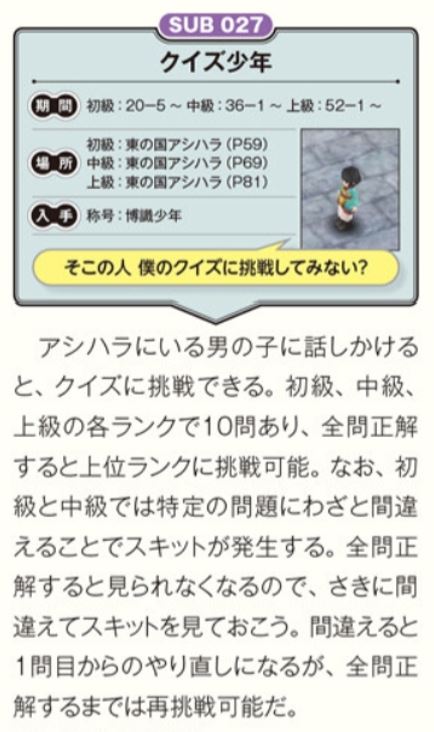 SUB 027
クイズ少年
期間 初級：20-5 ～ 中級：36-1 ～ 上級：52-1 ～
場所 初級：東の国アシハラ（P59）
中級：東の国アシハラ（P69）
上級：東の国アシハラ（P81）
入手 称号：博識少年
そこの人 僕のクイズに挑戦してみない？
アシハラにいる男の子に話しかける
と、クイズに挑戦できる。初級、中級、
上級の各ランクで10問あり、全問正解
すると上位ランクに挑戦可能。なお、初
級と中級では特定の問題にわざと間違
えることでスキットが発生する。全問正
解すると見られなくなるので、さきに間
違えてスキットを見ておこう。間違えると
1問目からのやり直しになるが、全問正
解するまでは再挑戦可能だ。